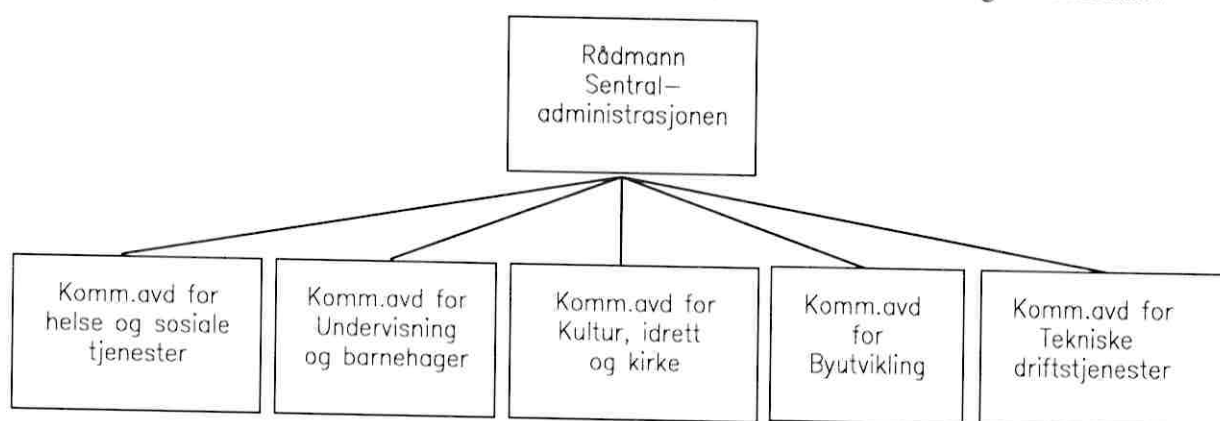 Rådmann
Sentral-
administrasjonen
Komm.avd for
helse og sosiale
tjenester
Komm.avd for
Undervisning
og barnehager
Komm.avd for
Kultur, idrett
og kirke
Komm.avd
for
Byutvikling
Komm.avd for
Tekniske
driftstjenester